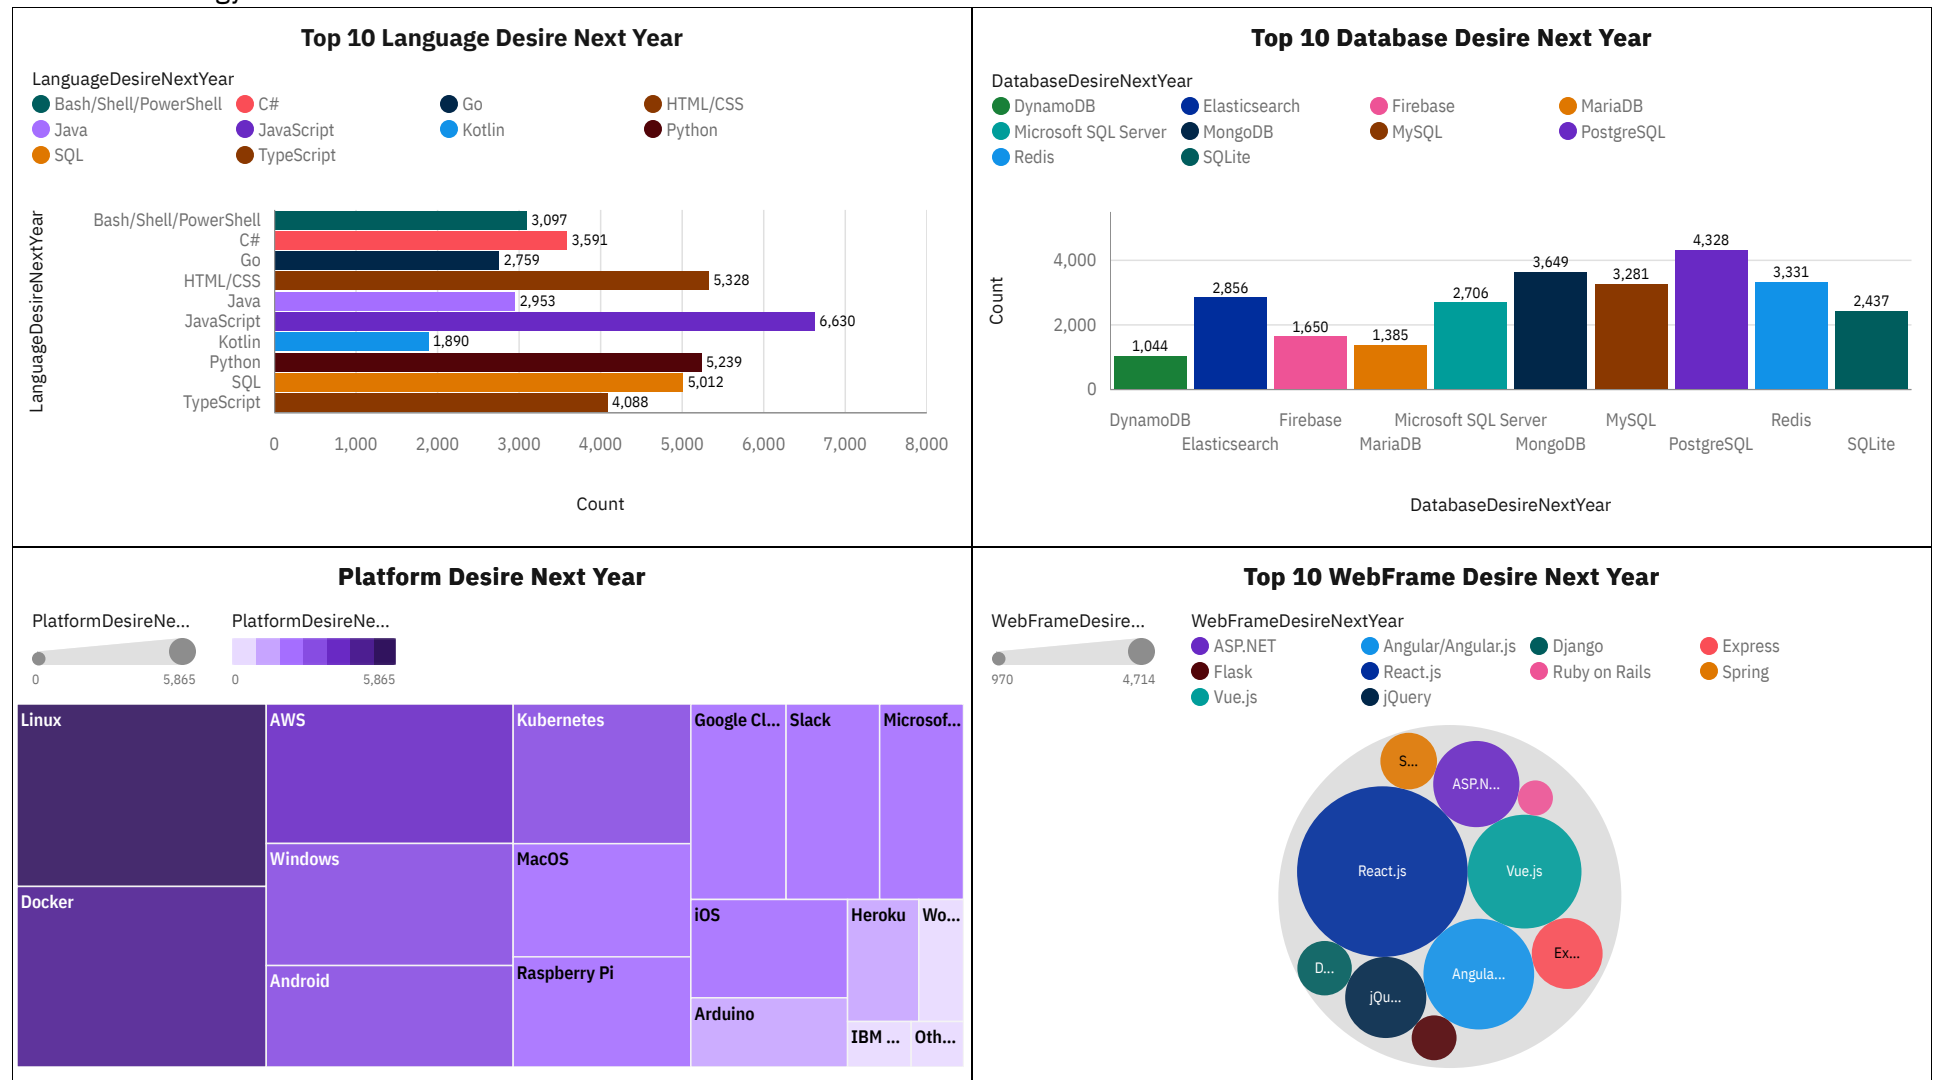 Top 10 Language Desire Next Year
LanguageDesireNextYear
Bash/Shell/PowerShell C# Go HTML/CSS
Java JavaScript Kotlin Python
SQL TypeScript
LanguageDesireNextYear
Bash/Shell/PowerShell 3,097
C# 3,591
Go 2,759
HTML/CSS 5,328
Java 2,953
JavaScript 6,630
Kotlin 1,890
Python 5,239
SQL 5,012
TypeScript 4,088
0 1,000 2,000 3,000 4,000 5,000 6,000 7,000 8,000
Count
Top 10 Database Desire Next Year
DatabaseDesireNextYear
DynamoDB Elasticsearch Firebase MariaDB
Microsoft SQL Server MongoDB MySQL PostgreSQL
Redis SQLite
Count
4,000
2,000
0
1,044 2,856 1,650 1,385 2,706 3,649 3,281 4,328 3,331 2,437
DynamoDB Firebase Microsoft SQL Server MySQL Redis
Elasticsearch MariaDB MongoDB PostgreSQL SQLite
DatabaseDesireNextYear
Platform Desire Next Year
PlatformDesireNe... PlatformDesireNe...
0 5,865 0 5,865
Linux AWS Kubernetes Google Cl... Slack Microsof...
Windows MacOS
Docker iOS Heroku Wo...
Android Raspberry Pi
Arduino IBM ... Oth...
Top 10 WebFrame Desire Next Year
WebFrameDesire... WebFrameDesireNextYear
970 4,714
ASP.NET Angular/Angular.js Django Express
Flask React.js Ruby on Rails Spring
Vue.js jQuery
S...
ASP.N...
React.js Vue.js
Ex...
D... Angula...
jQu...